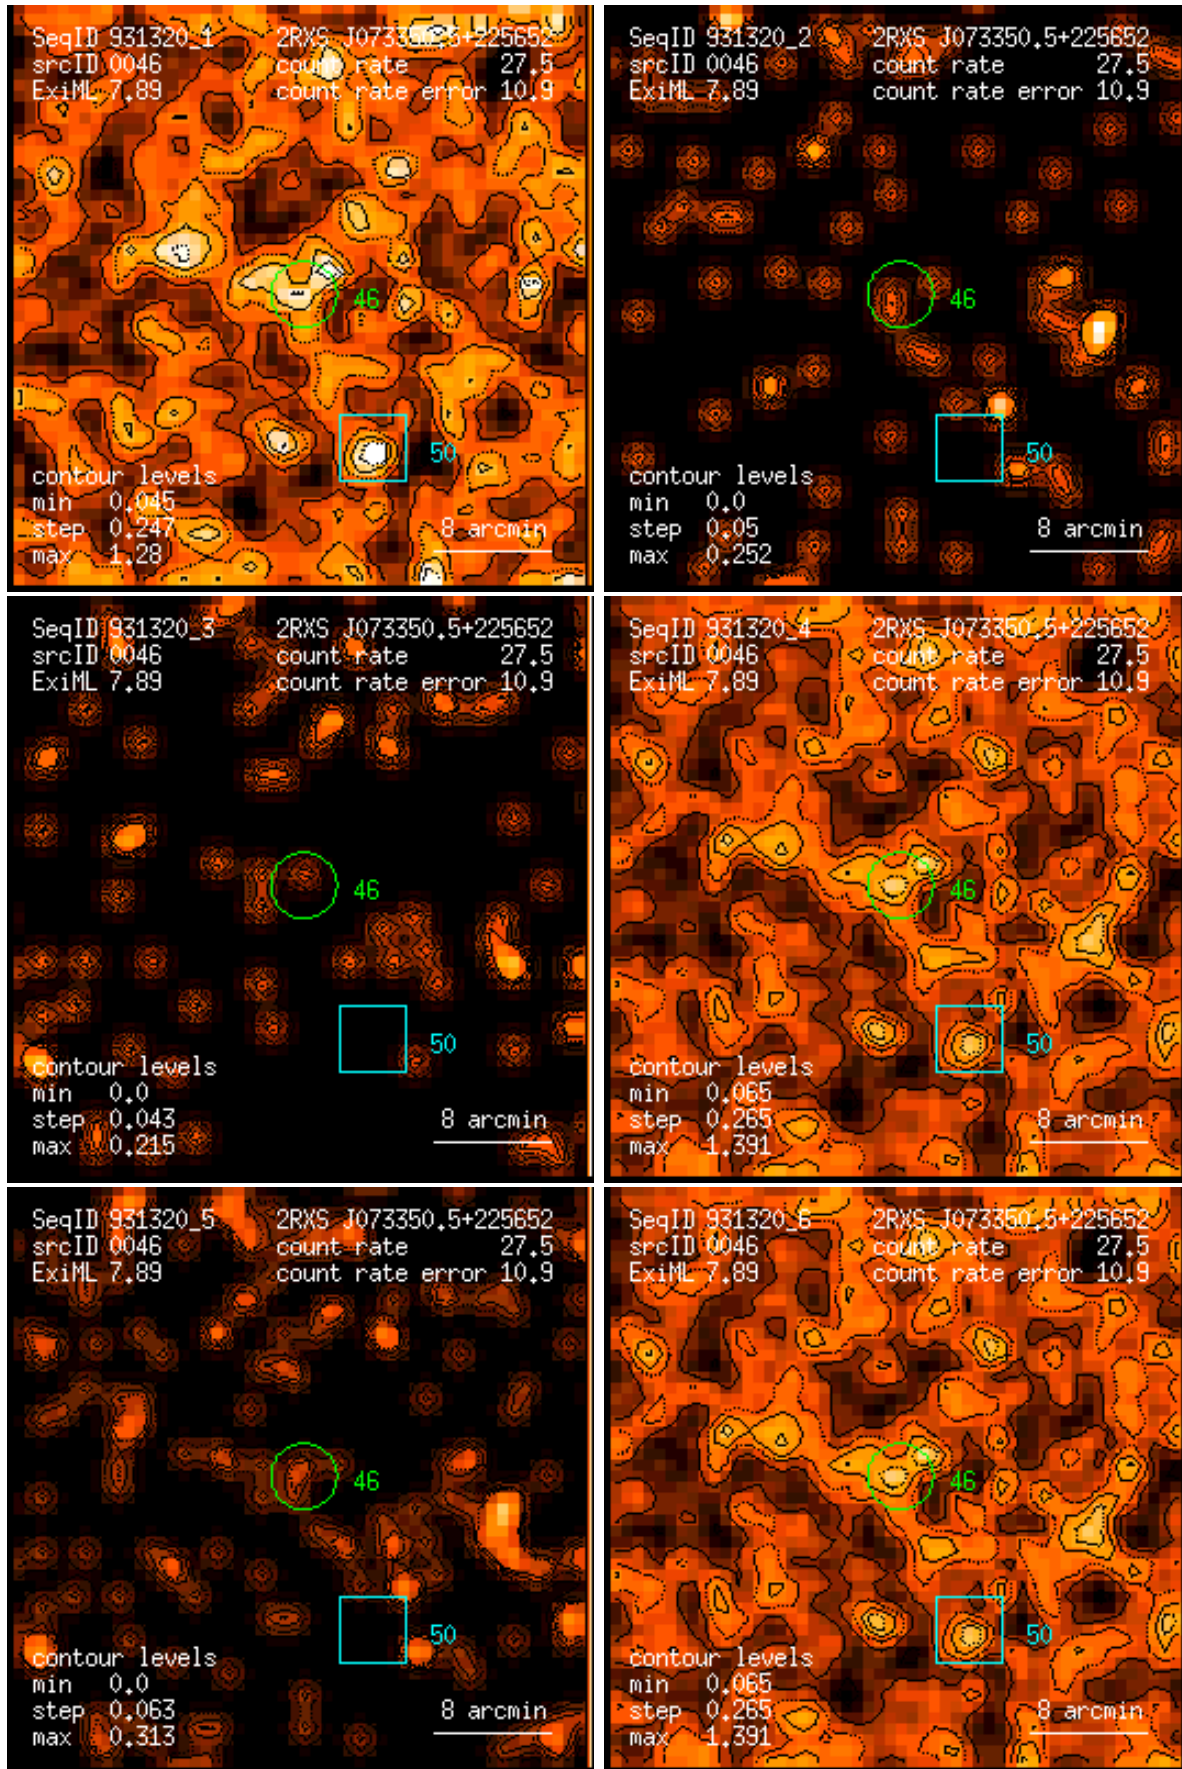 SeqID 931320_1 2RXS J073350.5+225652
srcID 0046 count rate 27.5
ExiML 7.89 count rate error 10.9
46
50
contour levels
min 0.045
step 0.247 8 arcmin
max 1.28
SeqID 931320_2 2RXS J073350.5+225652
srcID 0046 count rate 27.5
ExiML 7.89 count rate error 10.9
46
50
contour levels
min 0.0
step 0.05 8 arcmin
max 0.252
SeqID 931320_3 2RXS J073350.5+225652
srcID 0046 count rate 27.5
ExiML 7.89 count rate error 10.9
46
50
contour levels
min 0.0
step 0.043 8 arcmin
max 0.215
SeqID 931320_4 2RXS J073350.5+225652
srcID 0046 count rate 27.5
ExiML 7.89 count rate error 10.9
46
50
contour levels
min 0.065
step 0.265 8 arcmin
max 1.391
SeqID 931320_5 2RXS J073350.5+225652
srcID 0046 count rate 27.5
ExiML 7.89 count rate error 10.9
46
50
contour levels
min 0.0
step 0.063 8 arcmin
max 0.313
SeqID 931320_6 2RXS J073350.5+225652
srcID 0046 count rate 27.5
ExiML 7.89 count rate error 10.9
46
50
contour levels
min 0.065
step 0.265 8 arcmin
max 1.391